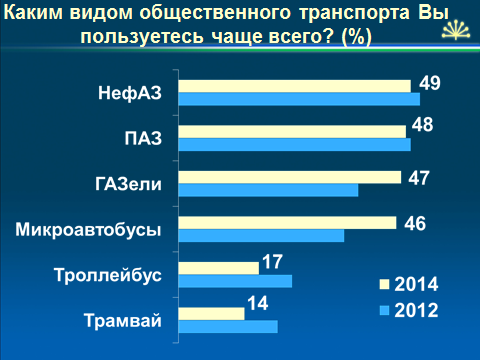 Каким видом общественного транспорта Вы
пользуетесь чаще всего? (%)
НефАЗ 49
ПАЗ 48
ГАЗели 47
Микроавтобусы 46
Троллейбус 17
Трамвай 14
2014
2012